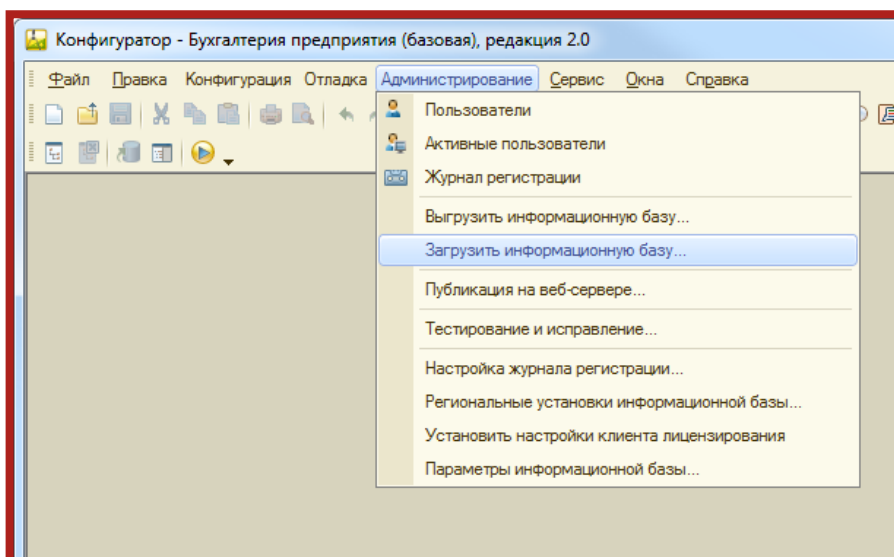 Конфигуратор - Бухгалтерия предприятия (базовая), редакция 2.0
Файл Правка Конфигурация Отладка Администрирование Сервис Окна Справка
Пользователи
Активные пользователи
Журнал регистрации
Выгрузить информационную базу...
Загрузить информационную базу...
Публикация на веб-сервере...
Тестирование и исправление...
Настройка журнала регистрации...
Региональные установки информационной базы...
Установить настройки клиента лицензирования
Параметры информационной базы...